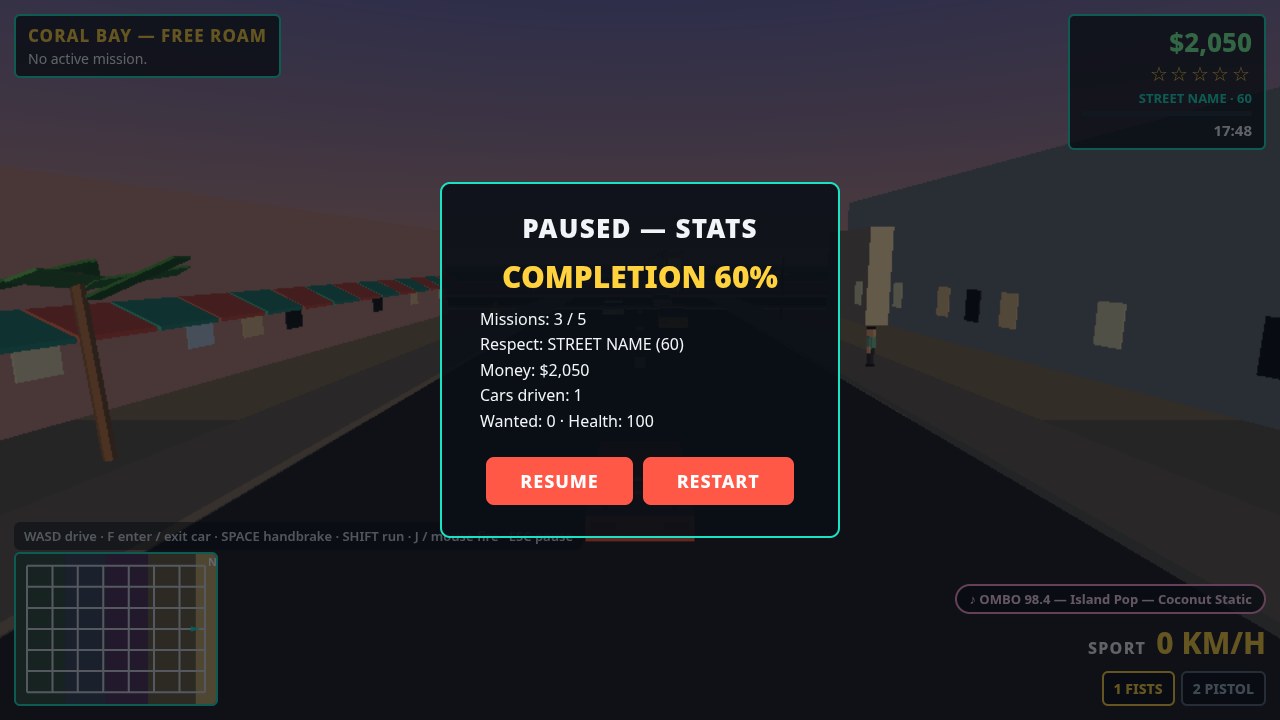 CORAL BAY — FREE ROAM
No active mission.
$2,050
☆☆☆☆☆
STREET NAME · 60
17:48
PAUSED — STATS
COMPLETION 60%
Missions: 3 / 5
Respect: STREET NAME (60)
Money: $2,050
Cars driven: 1
Wanted: 0 · Health: 100
RESUME
RESTART
WASD drive · F enter / exit car · SPACE handbrake · SHIFT run · J / mouse fire · ESC pause
N
♪ OMBO 98.4 — Island Pop — Coconut Static
SPORT 0 KM/H
1 FISTS
2 PISTOL